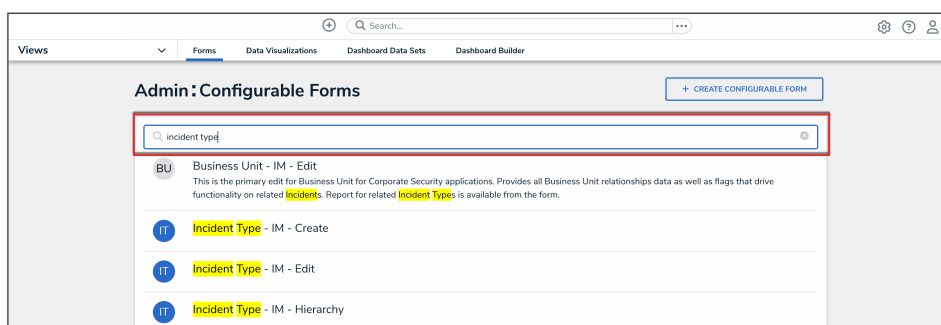 Search...
Views Forms Data Visualizations Dashboard Data Sets Dashboard Builder
Admin:Configurable Forms
+ CREATE CONFIGURABLE FORM
incident type
BU Business Unit - IM - Edit
This is the primary edit for Business Unit for Corporate Security applications. Provides all Business Unit relationships data as well as flags that drive
functionality on related Incidents. Report for related Incident Types is available from the form.
IT Incident Type - IM - Create
IT Incident Type - IM - Edit
IT Incident Type - IM - Hierarchy